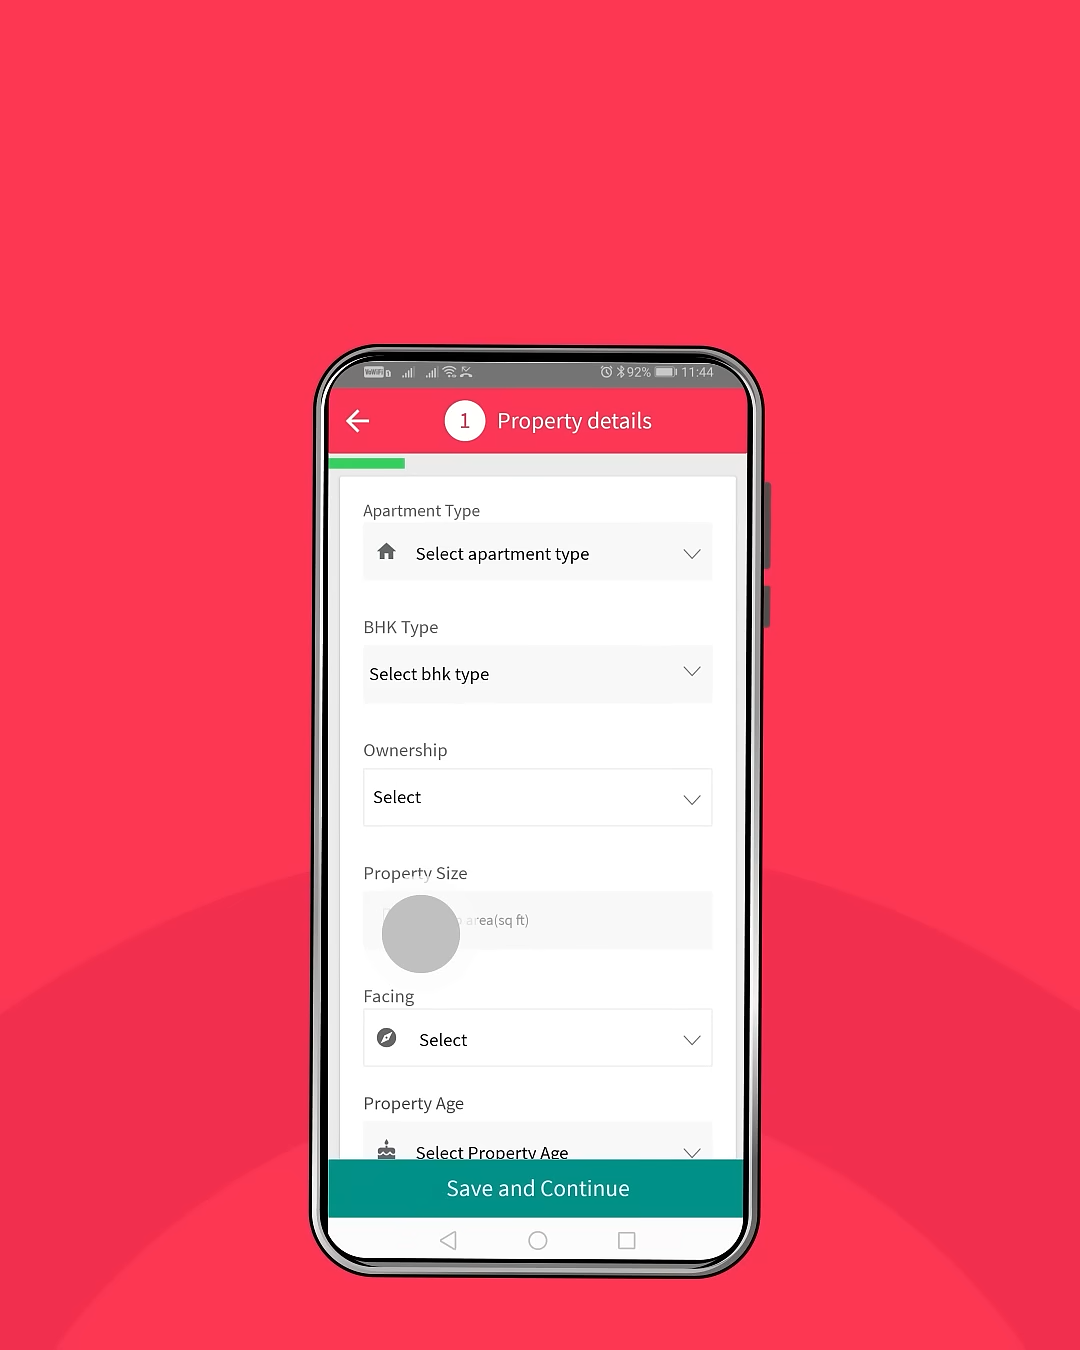 92% 11:44
1 Property details
Apartment Type
Select apartment type
BHK Type
Select bhk type
Ownership
Select
Property Size
area(sq ft)
Facing
Select
Property Age
Select Property Age
Save and Continue